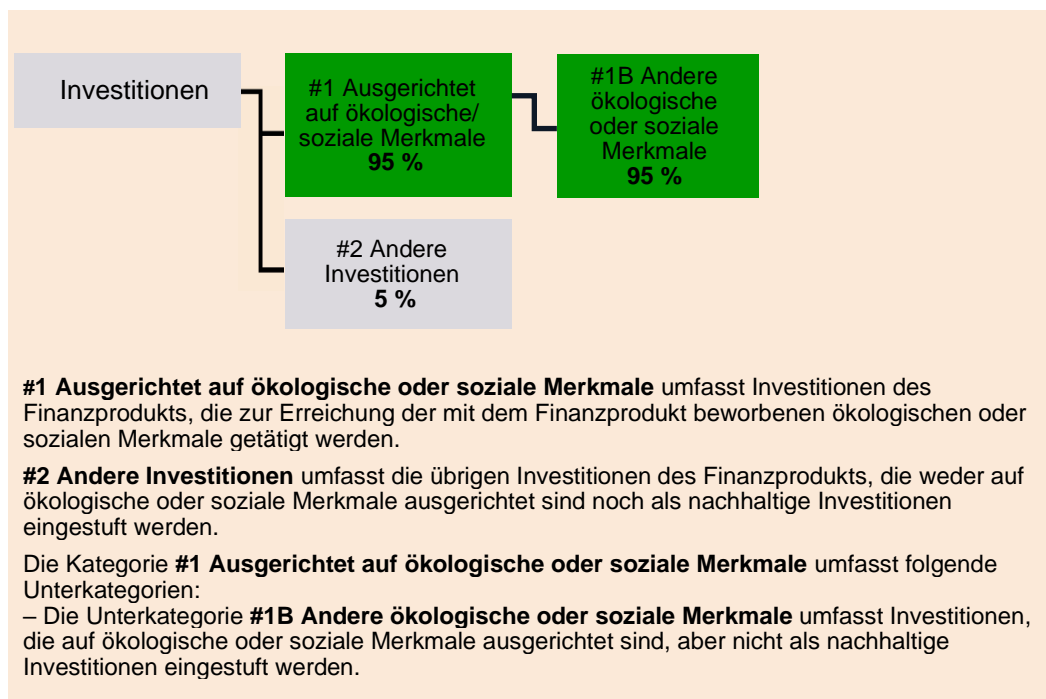 Investitionen
#1 Ausgerichtet
auf ökologische/
soziale Merkmale
95 %
#1B Andere
ökologische
oder soziale
Merkmale
95 %
#2 Andere
Investitionen
5 %
#1 Ausgerichtet auf ökologische oder soziale Merkmale umfasst Investitionen des
Finanzprodukts, die zur Erreichung der mit dem Finanzprodukt beworbenen ökologischen oder
sozialen Merkmale getätigt werden.
#2 Andere Investitionen umfasst die übrigen Investitionen des Finanzprodukts, die weder auf
ökologische oder soziale Merkmale ausgerichtet sind noch als nachhaltige Investitionen
eingestuft werden.
Die Kategorie #1 Ausgerichtet auf ökologische oder soziale Merkmale umfasst folgende
Unterkategorien:
– Die Unterkategorie #1B Andere ökologische oder soziale Merkmale umfasst Investitionen,
die auf ökologische oder soziale Merkmale ausgerichtet sind, aber nicht als nachhaltige
Investitionen eingestuft werden.